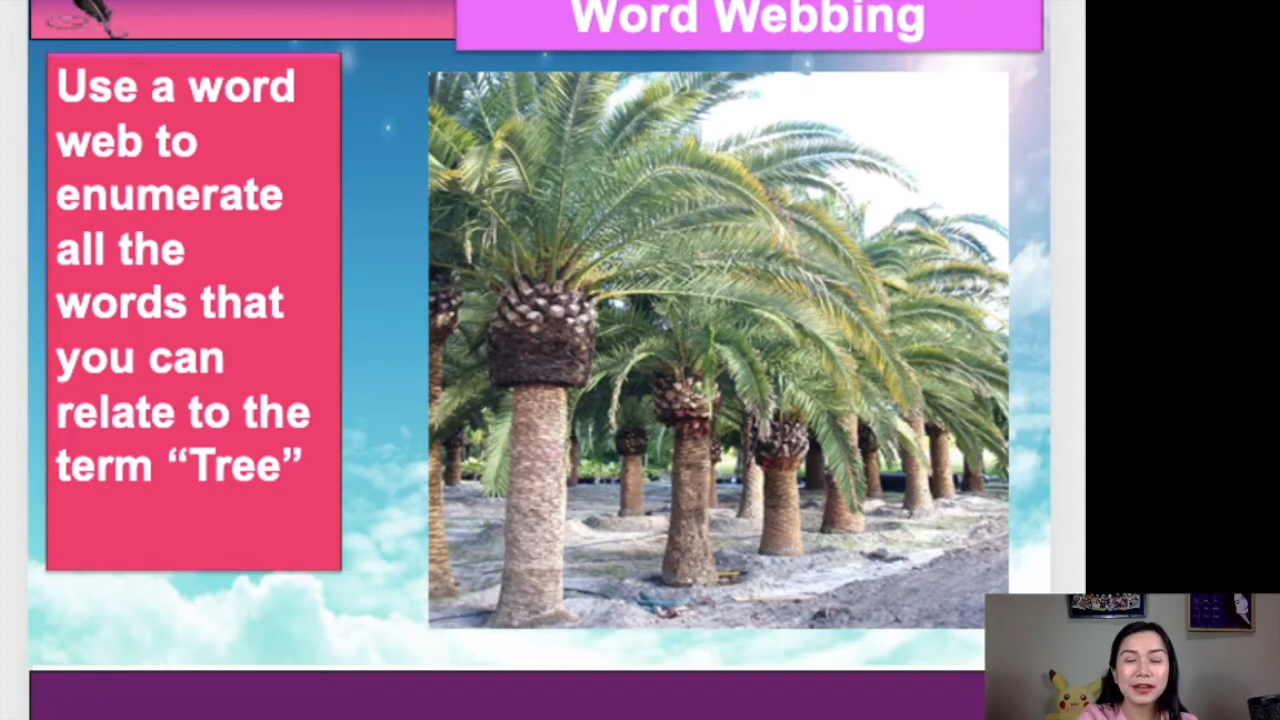 Word Webbing
Use a word
web to
enumerate
all the
words that
you can
relate to the
term “Tree”